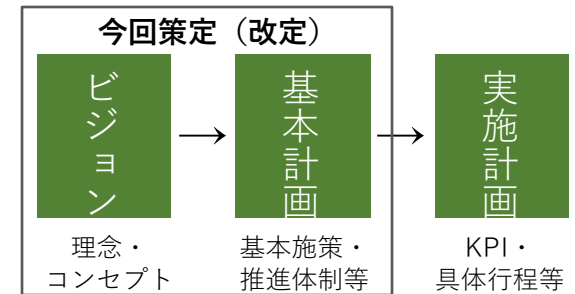 今回策定（改定）
ビジョン
基本計画
実施計画
理念・
コンセプト
基本施策・
推進体制等
KPI・
具体行程等